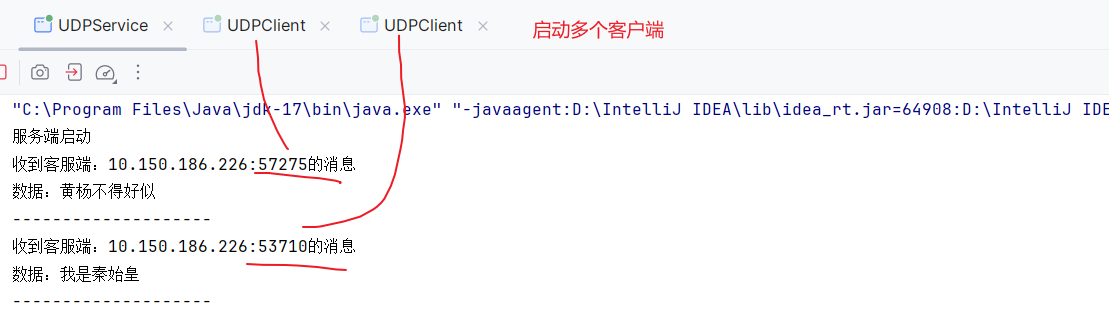 UDPService × UDPClient × UDPClient × 启动多个客户端
"C:\Program Files\Java\jdk-17\bin\java.exe" "-javaagent:D:\IntelliJ IDEA\lib\idea_rt.jar=64908:D:\IntelliJ IDE
服务端启动
收到客服端：10.150.186.226:57275的消息
数据：黄杨不得好似
--------------------
收到客服端：10.150.186.226:53710的消息
数据：我是秦始皇
--------------------